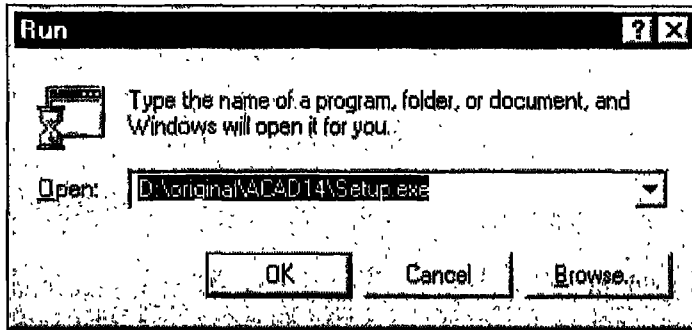 Run
Type the name of a program, folder, or document, and
Windows will open it for you.
Open: D:\original\ACAD14\Setup.exe
OK Cancel Browse...